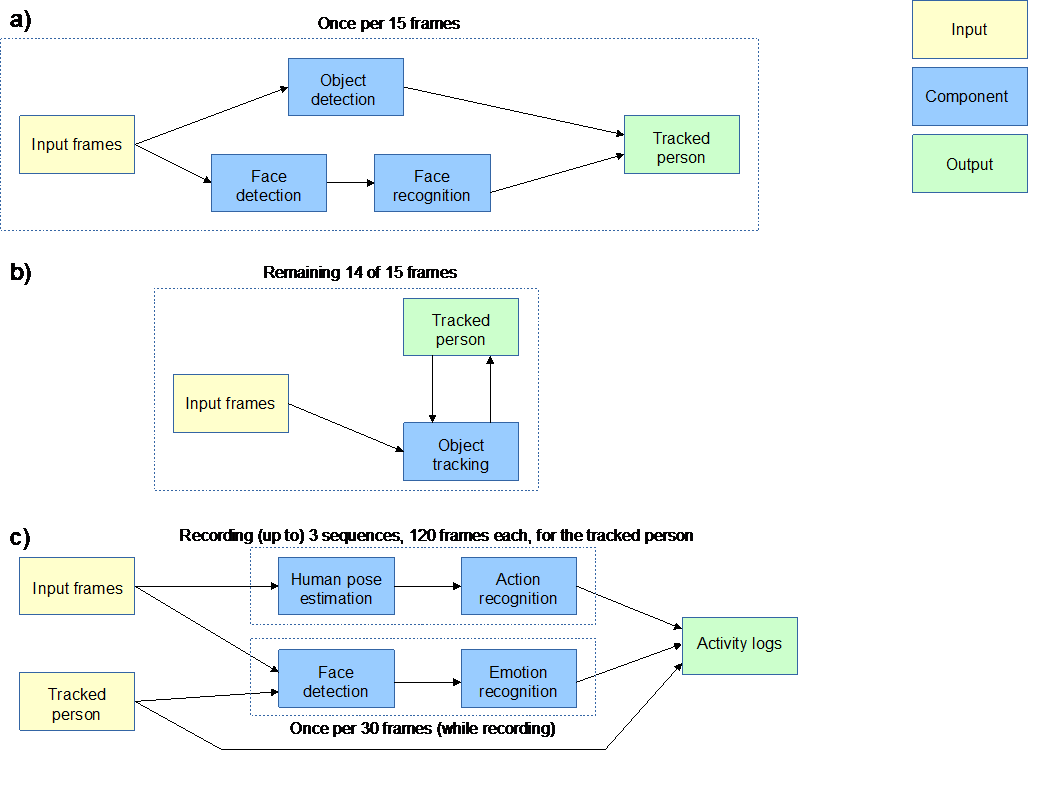 a)
Once per 15 frames
Input
Object
detection
Component
Input frames
Tracked
person
Face
detection
Face
recognition
Output
b)
Remaining 14 of 15 frames
Tracked
person
Input frames
Object
tracking
c)
Recording (up to) 3 sequences, 120 frames each, for the tracked person
Input frames
Human pose
estimation
Action
recognition
Activity logs
Face
detection
Emotion
recognition
Tracked
person
Once per 30 frames (while recording)